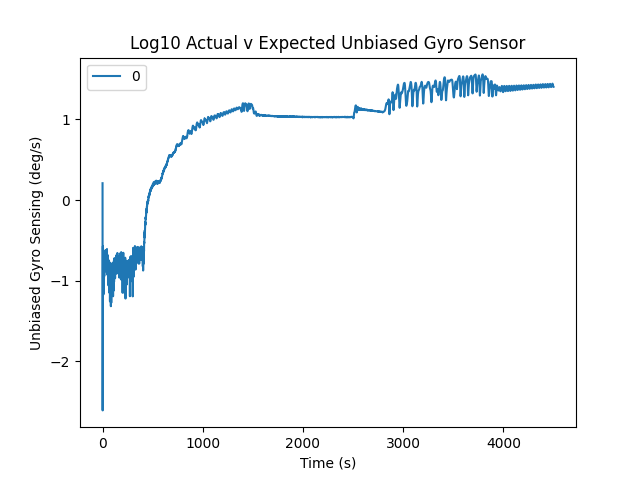 Log10 Actual v Expected Unbiased Gyro Sensor
0
Unbiased Gyro Sensing (deg/s)
1
0
−1
−2
0 1000 2000 3000 4000
Time (s)